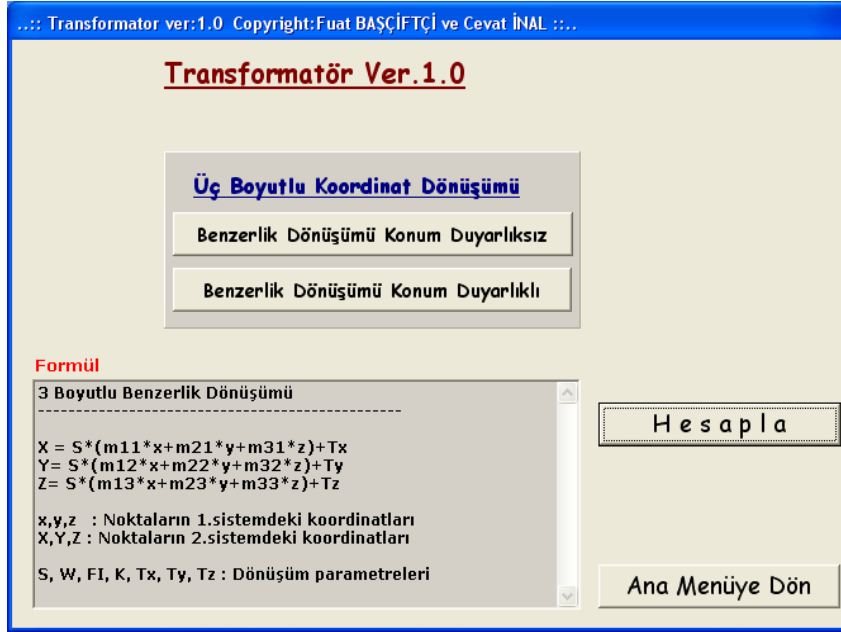 ..:: Transformator ver:1.0 Copyright:Fuat BAŞÇİFTÇİ ve Cevat İNAL ::..
Transformatör Ver.1.0
Üç Boyutlu Koordinat Dönüşümü
Benzerlik Dönüşümü Konum Duyarlıksız
Benzerlik Dönüşümü Konum Duyarlıklı
Formül
3 Boyutlu Benzerlik Dönüşümü
------------------------------------------------
X = S*(m11*x+m21*y+m31*z)+Tx
Y= S*(m12*x+m22*y+m32*z)+Ty
Z= S*(m13*x+m23*y+m33*z)+Tz
x,y,z : Noktaların 1.sistemdeki koordinatları
X,Y,Z : Noktaların 2.sistemdeki koordinatları
S, W, FI, K, Tx, Ty, Tz : Dönüşüm parametreleri
H e s a p l a
Ana Menüye Dön